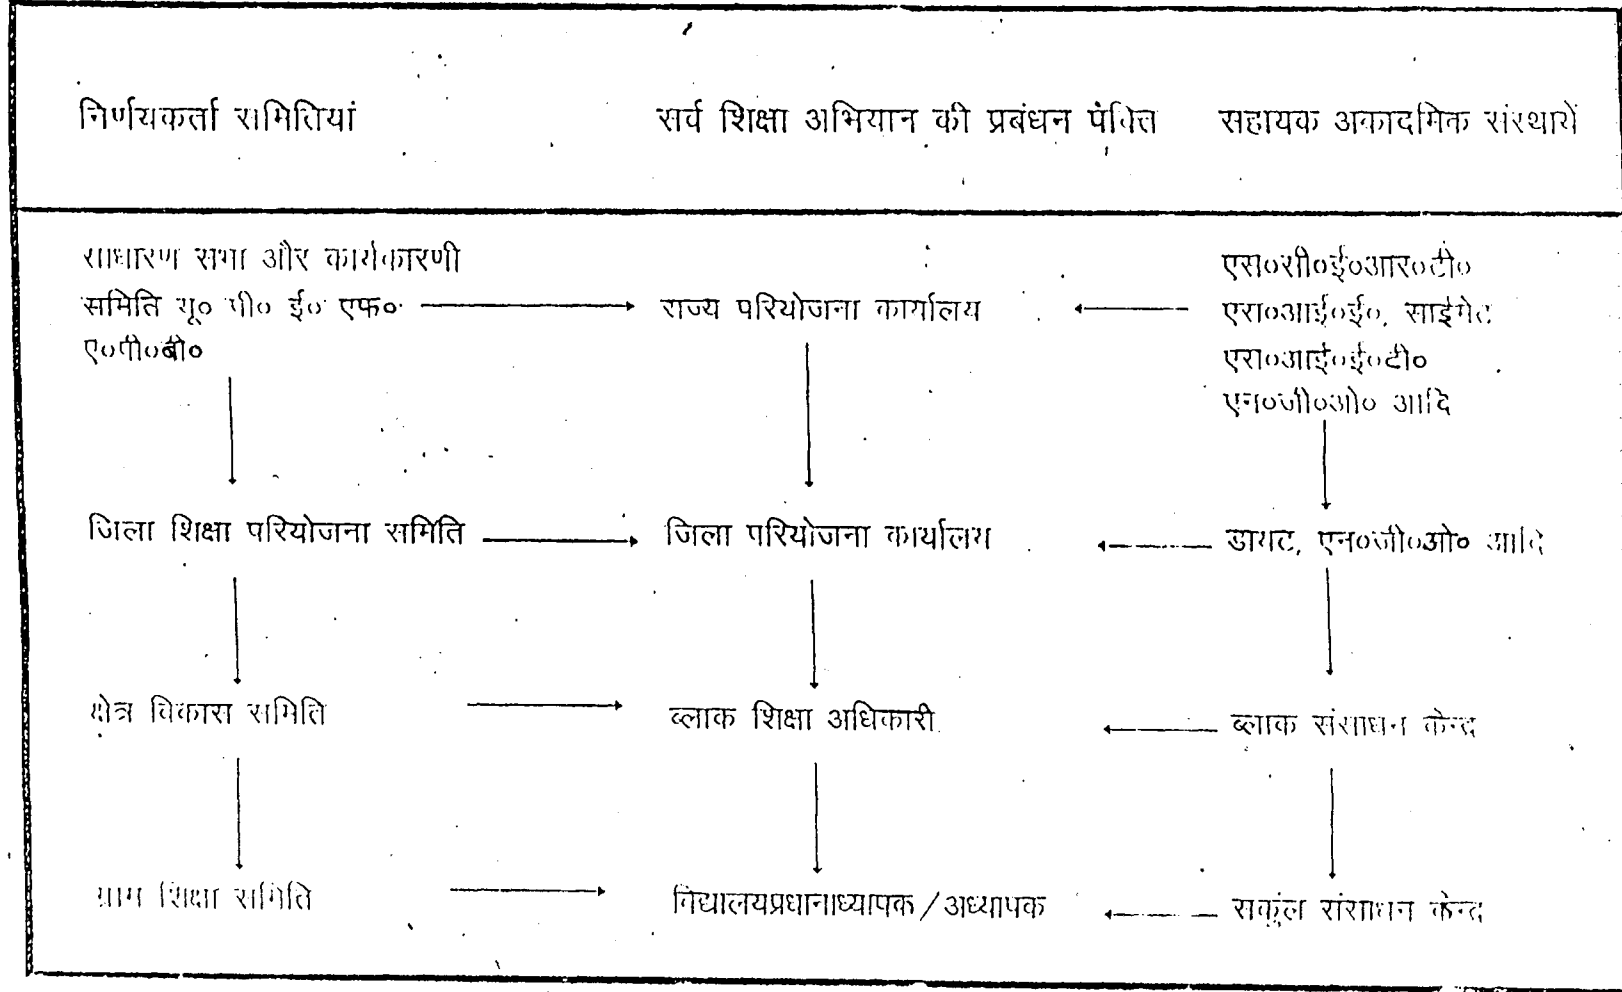 निर्णयकर्ता समितियां
सर्व शिक्षा अभियान की प्रबंधन पंक्ति
सहायक अकादमिक संस्थायें
साधारण सभा और कार्यकारणी
समिति यू० पी० ई० एफ०
ए०पी०बी०
राज्य परियोजना कार्यालय
एस०सी०ई०आर०टी०
एस०आई०ई०, साईमेट
एस०आई०ई०टी०
एन०जी०ओ० आदि
जिला शिक्षा परियोजना समिति
जिला परियोजना कार्यालय
डायट, एन०जी०ओ० आदि
क्षेत्र विकास समिति
ब्लाक शिक्षा अधिकारी
ब्लाक संसाधन केन्द
ग्राम शिक्षा समिति
विद्यालयप्रधानाध्यापक/अध्यापक
सकुंल संसाधन केन्द